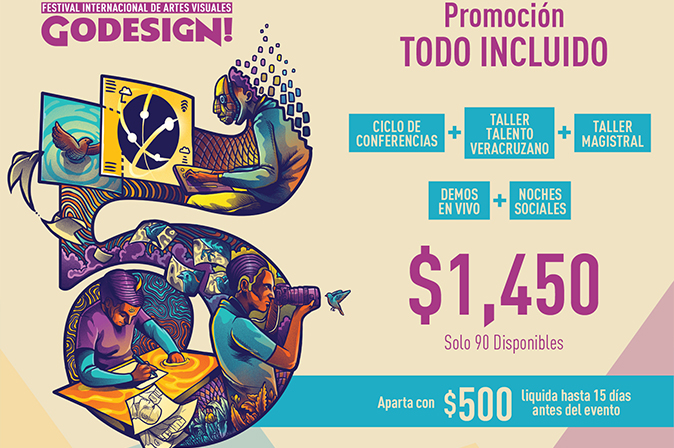 FESTIVAL INTERNACIONAL DE ARTES VISUALES
GODESIGN!
Promoción
TODO INCLUIDO
CICLO DE
CONFERENCIAS
+
TALLER
TALENTO
VERACRUZANO
+
TALLER
MAGISTRAL
DEMOS
EN VIVO
+
NOCHES
SOCIALES
$1,450
Solo 90 Disponibles
Aparta con $500 liquida hasta 15 días
antes del evento